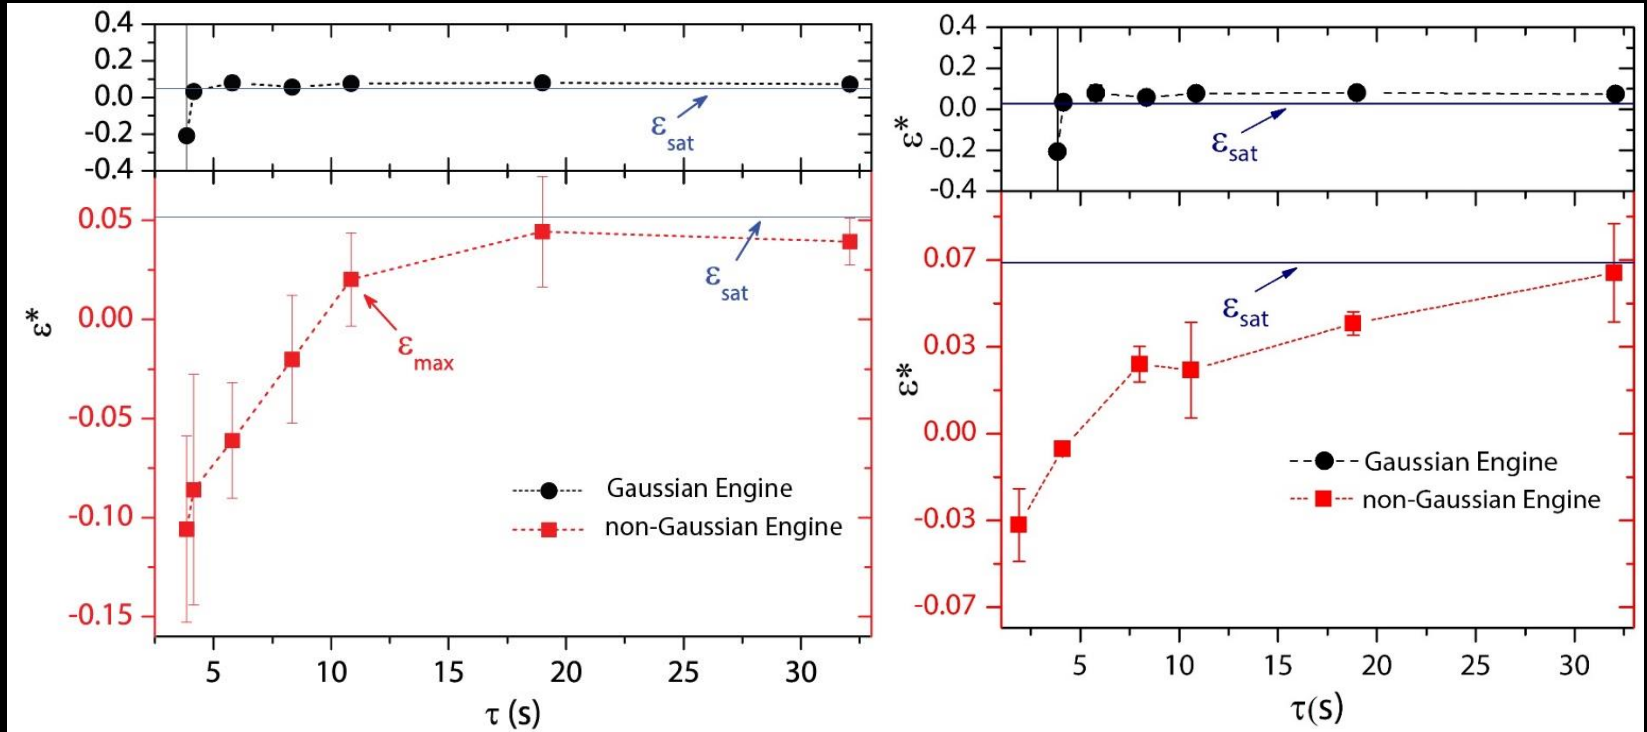 0.4
0.2
0.0
-0.2
-0.4
εsat
0.05
0.00
-0.05
-0.10
-0.15
ε*
εsat
εmax
Gaussian Engine
non-Gaussian Engine
5 10 15 20 25 30
τ (s)
0.4
0.2
0.0
-0.2
-0.4
ε*
εsat
0.07
0.03
0.00
-0.03
-0.07
ε*
εsat
Gaussian Engine
non-Gaussian Engine
5 10 15 20 25 30
τ(s)